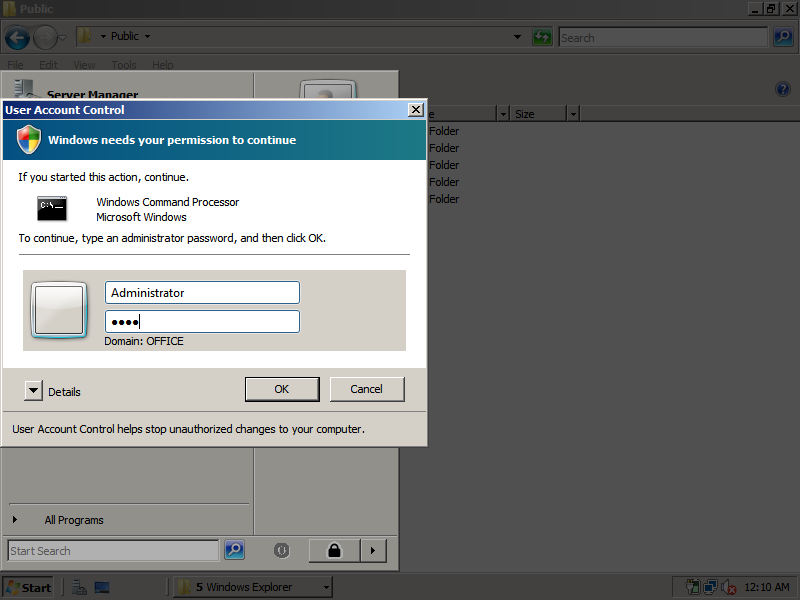 Public
Public
Search
File Edit View Tools Help
Server Manager
e Size
Folder
Folder
Folder
Folder
Folder
User Account Control
Windows needs your permission to continue
If you started this action, continue.
C:\_
Windows Command Processor
Microsoft Windows
To continue, type an administrator password, and then click OK.
Administrator
••••
Domain: OFFICE
Details
OK
Cancel
User Account Control helps stop unauthorized changes to your computer.
All Programs
Start Search
Start
5 Windows Explorer
12:10 AM